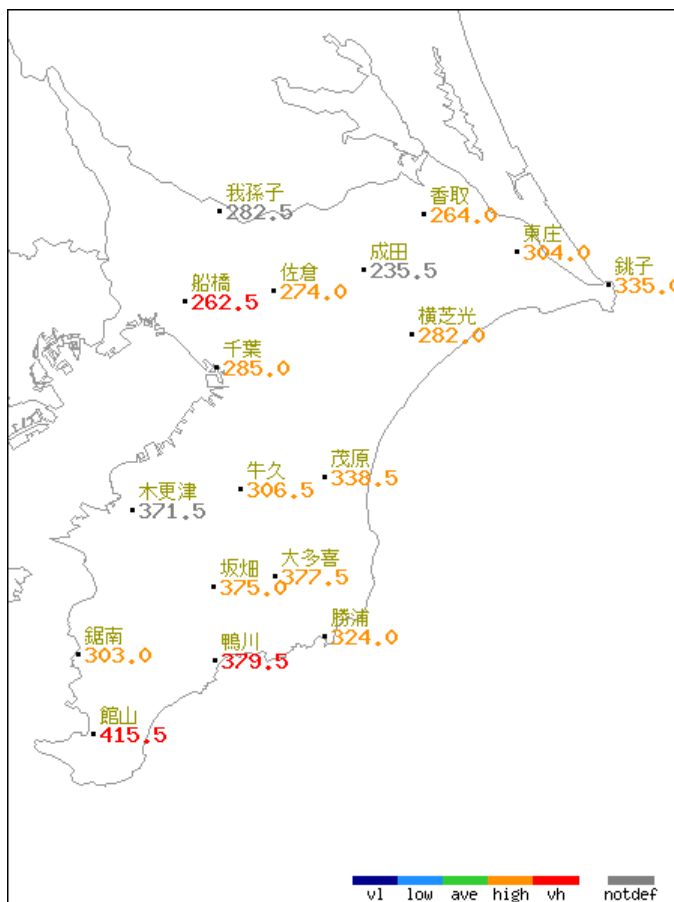 我孫子
282.5
香取
264.0
東庄
304.0
成田
235.5
銚子
335.0
船橋
262.5
佐倉
274.0
横芝光
282.0
千葉
285.0
牛久
306.5
茂原
338.5
木更津
371.5
坂畑
375.0
大多喜
377.5
鋸南
303.0
鴨川
379.5
勝浦
324.0
館山
415.5
vl low ave high vh notdef